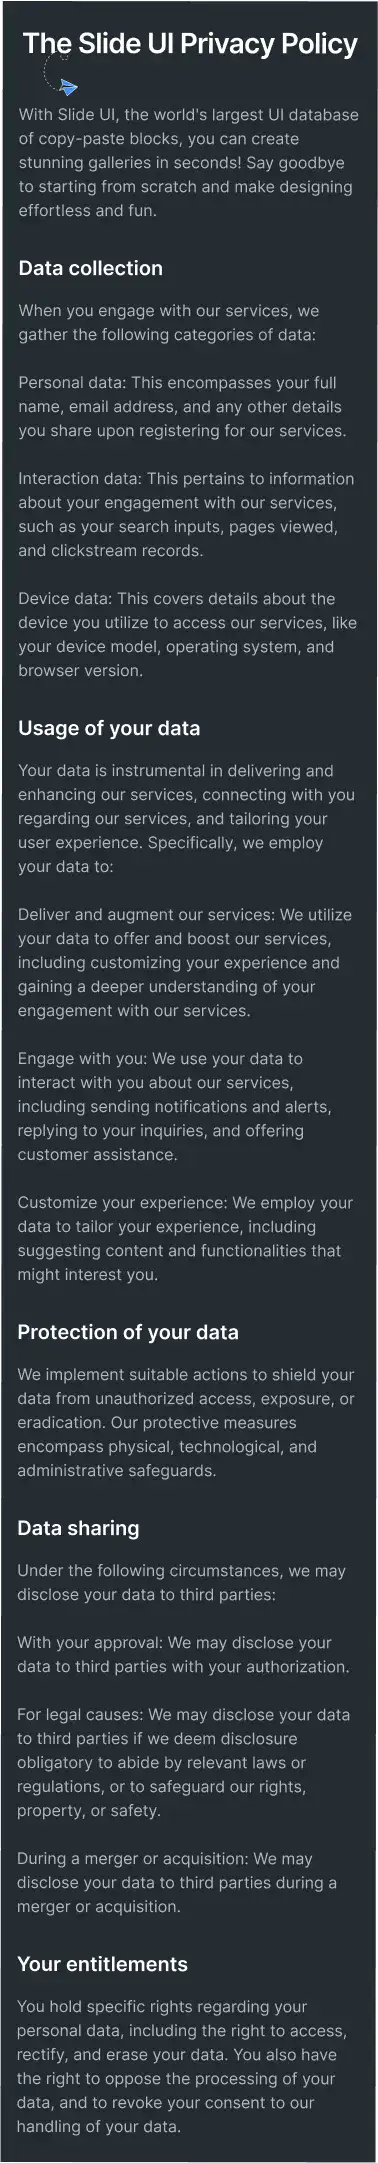 The Slide UI Privacy Policy
With Slide UI, the world's largest UI database
of copy-paste blocks, you can create
stunning galleries in seconds! Say goodbye
to starting from scratch and make designing
effortless and fun.
Data collection
When you engage with our services, we
gather the following categories of data:
Personal data: This encompasses your full
name, email address, and any other details
you share upon registering for our services.
Interaction data: This pertains to information
about your engagement with our services,
such as your search inputs, pages viewed,
and clickstream records.
Device data: This covers details about the
device you utilize to access our services, like
your device model, operating system, and
browser version.
Usage of your data
Your data is instrumental in delivering and
enhancing our services, connecting with you
regarding our services, and tailoring your
user experience. Specifically, we employ
your data to:
Deliver and augment our services: We utilize
your data to offer and boost our services,
including customizing your experience and
gaining a deeper understanding of your
engagement with our services.
Engage with you: We use your data to
interact with you about our services,
including sending notifications and alerts,
replying to your inquiries, and offering
customer assistance.
Customize your experience: We employ your
data to tailor your experience, including
suggesting content and functionalities that
might interest you.
Protection of your data
We implement suitable actions to shield your
data from unauthorized access, exposure, or
eradication. Our protective measures
encompass physical, technological, and
administrative safeguards.
Data sharing
Under the following circumstances, we may
disclose your data to third parties:
With your approval: We may disclose your
data to third parties with your authorization.
For legal causes: We may disclose your data
to third parties if we deem disclosure
obligatory to abide by relevant laws or
regulations, or to safeguard our rights,
property, or safety.
During a merger or acquisition: We may
disclose your data to third parties during a
merger or acquisition.
Your entitlements
You hold specific rights regarding your
personal data, including the right to access,
rectify, and erase your data. You also have
the right to oppose the processing of your
data, and to revoke your consent to our
handling of your data.